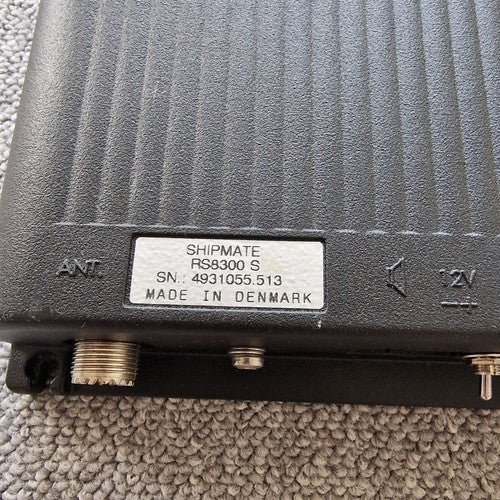 SHIPMATE
RS8300 S
SN.: 4931055.513
MADE IN DENMARK
ANT.
12V